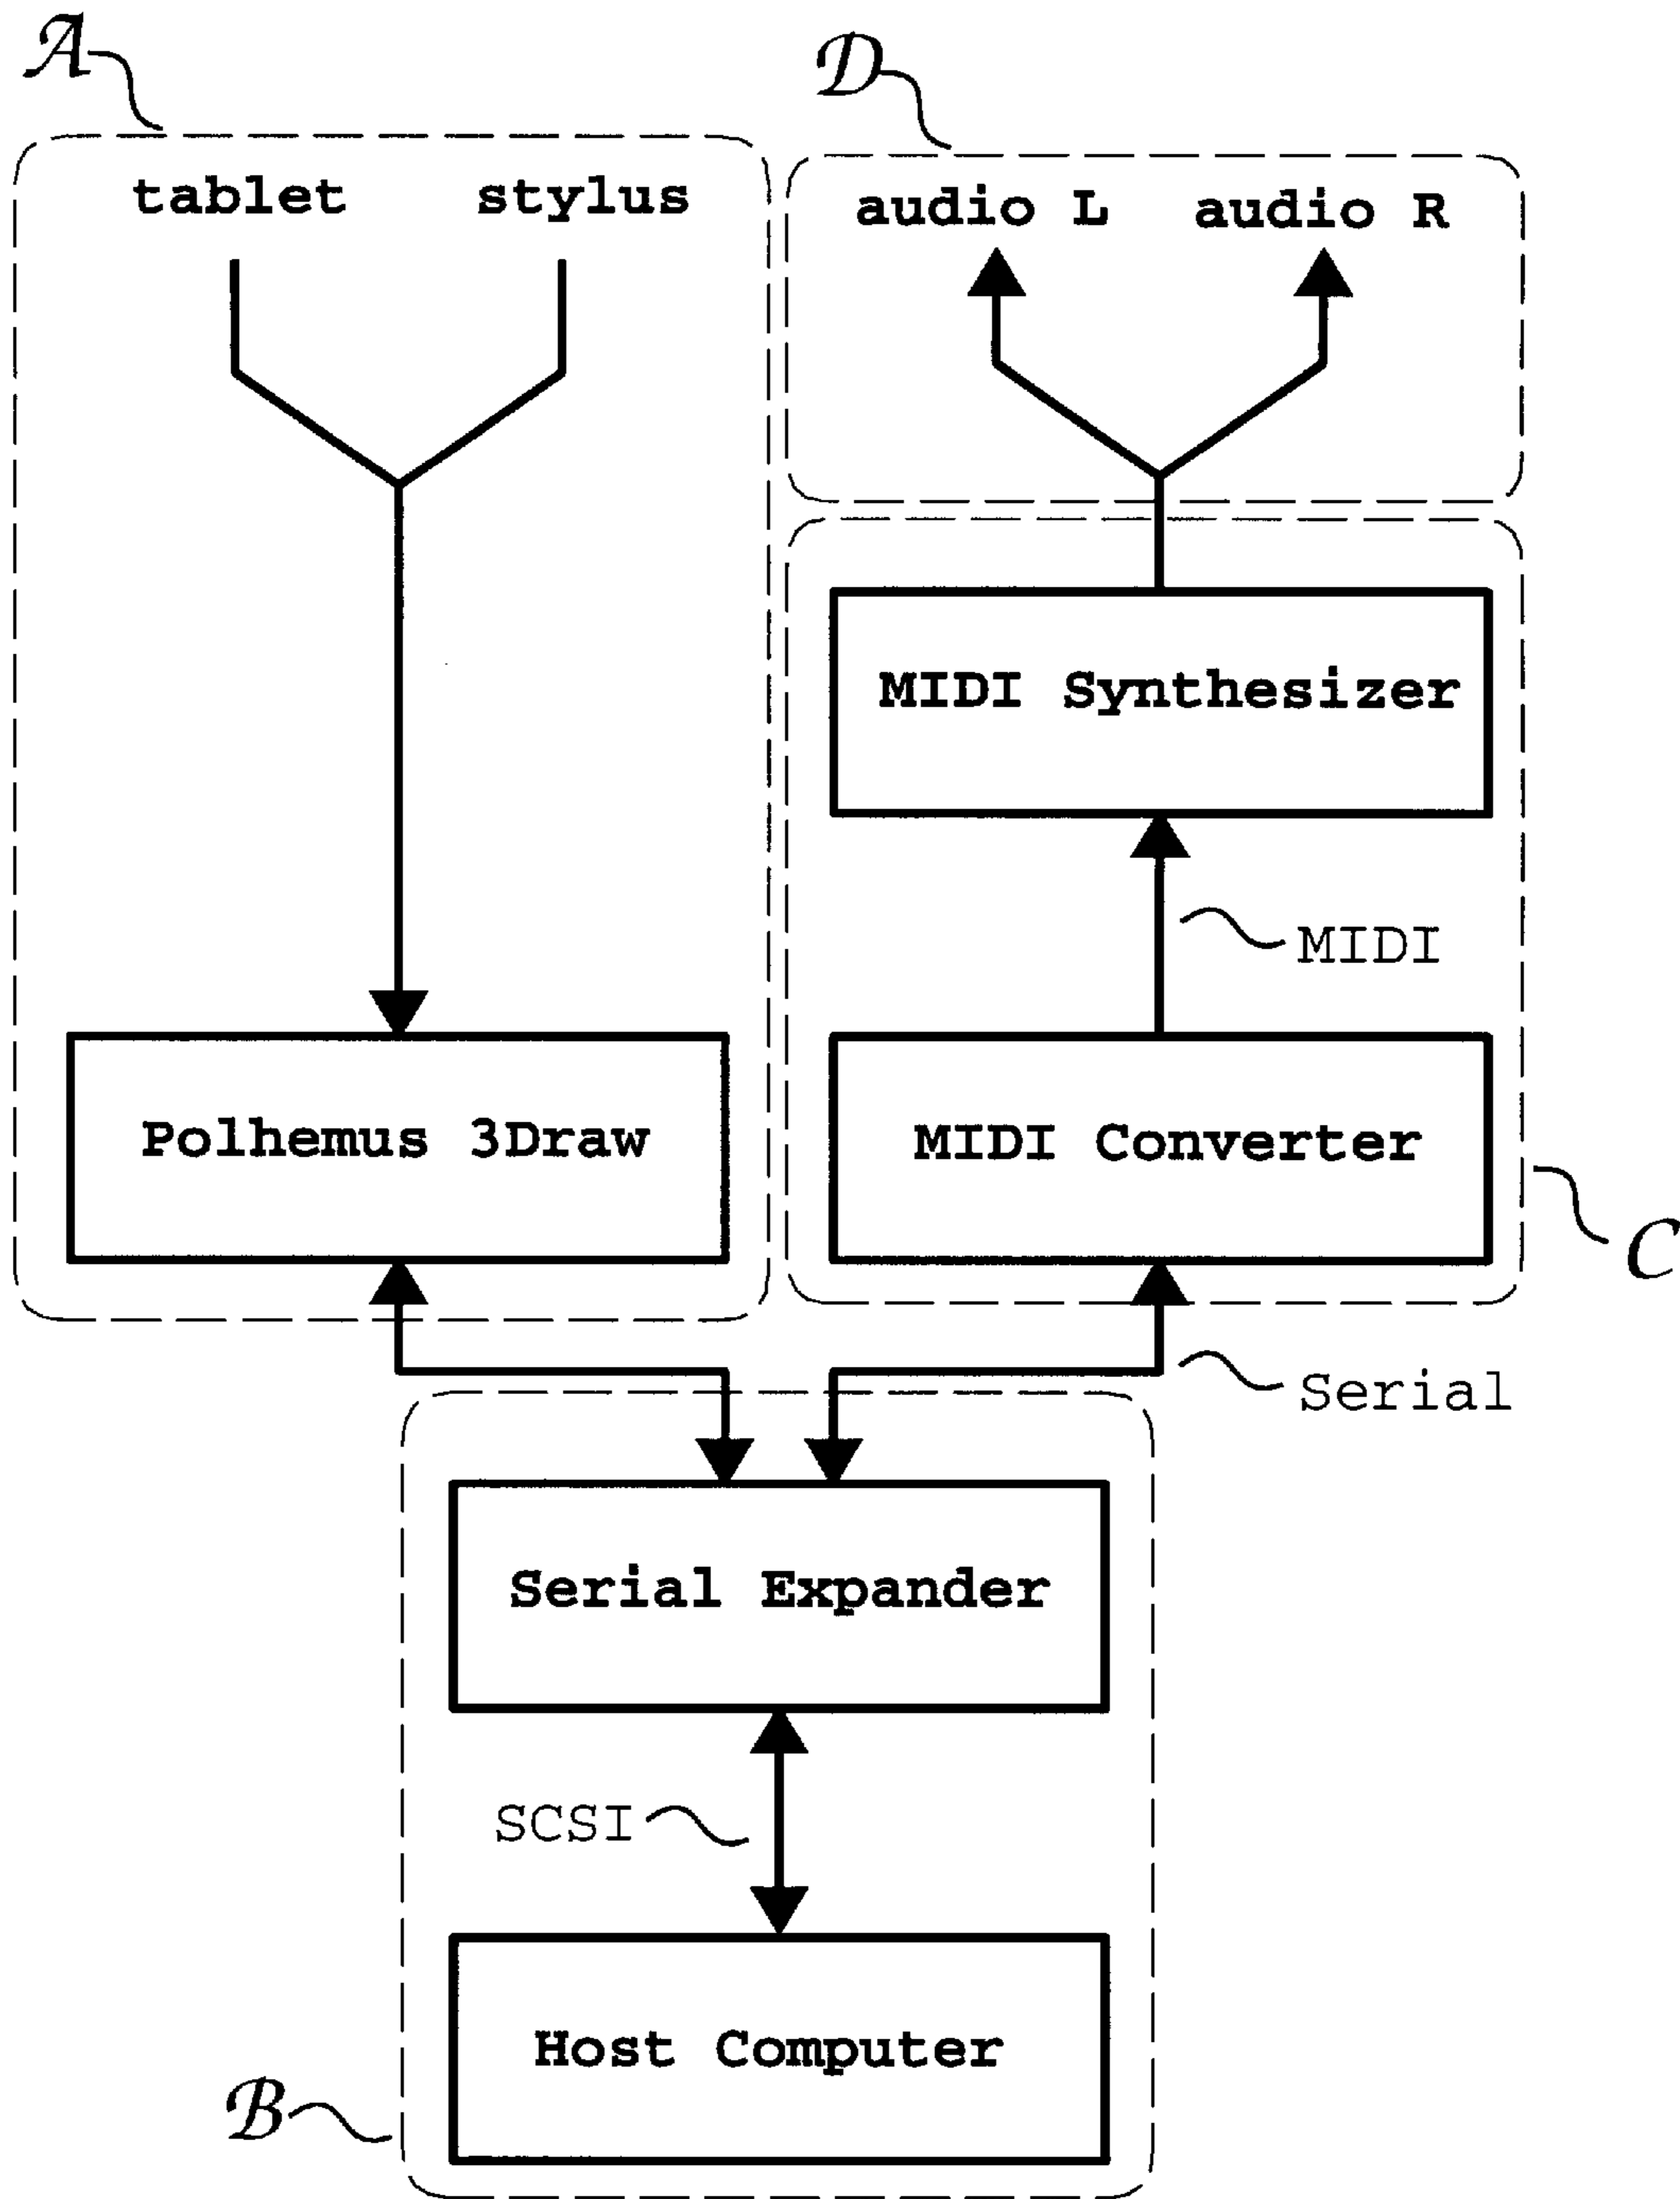 A
D
tablet stylus
audio L audio R
MIDI Synthesizer
MIDI
Polhemus 3Draw
MIDI Converter
C
Serial
Serial Expander
SCSI
Host Computer
B